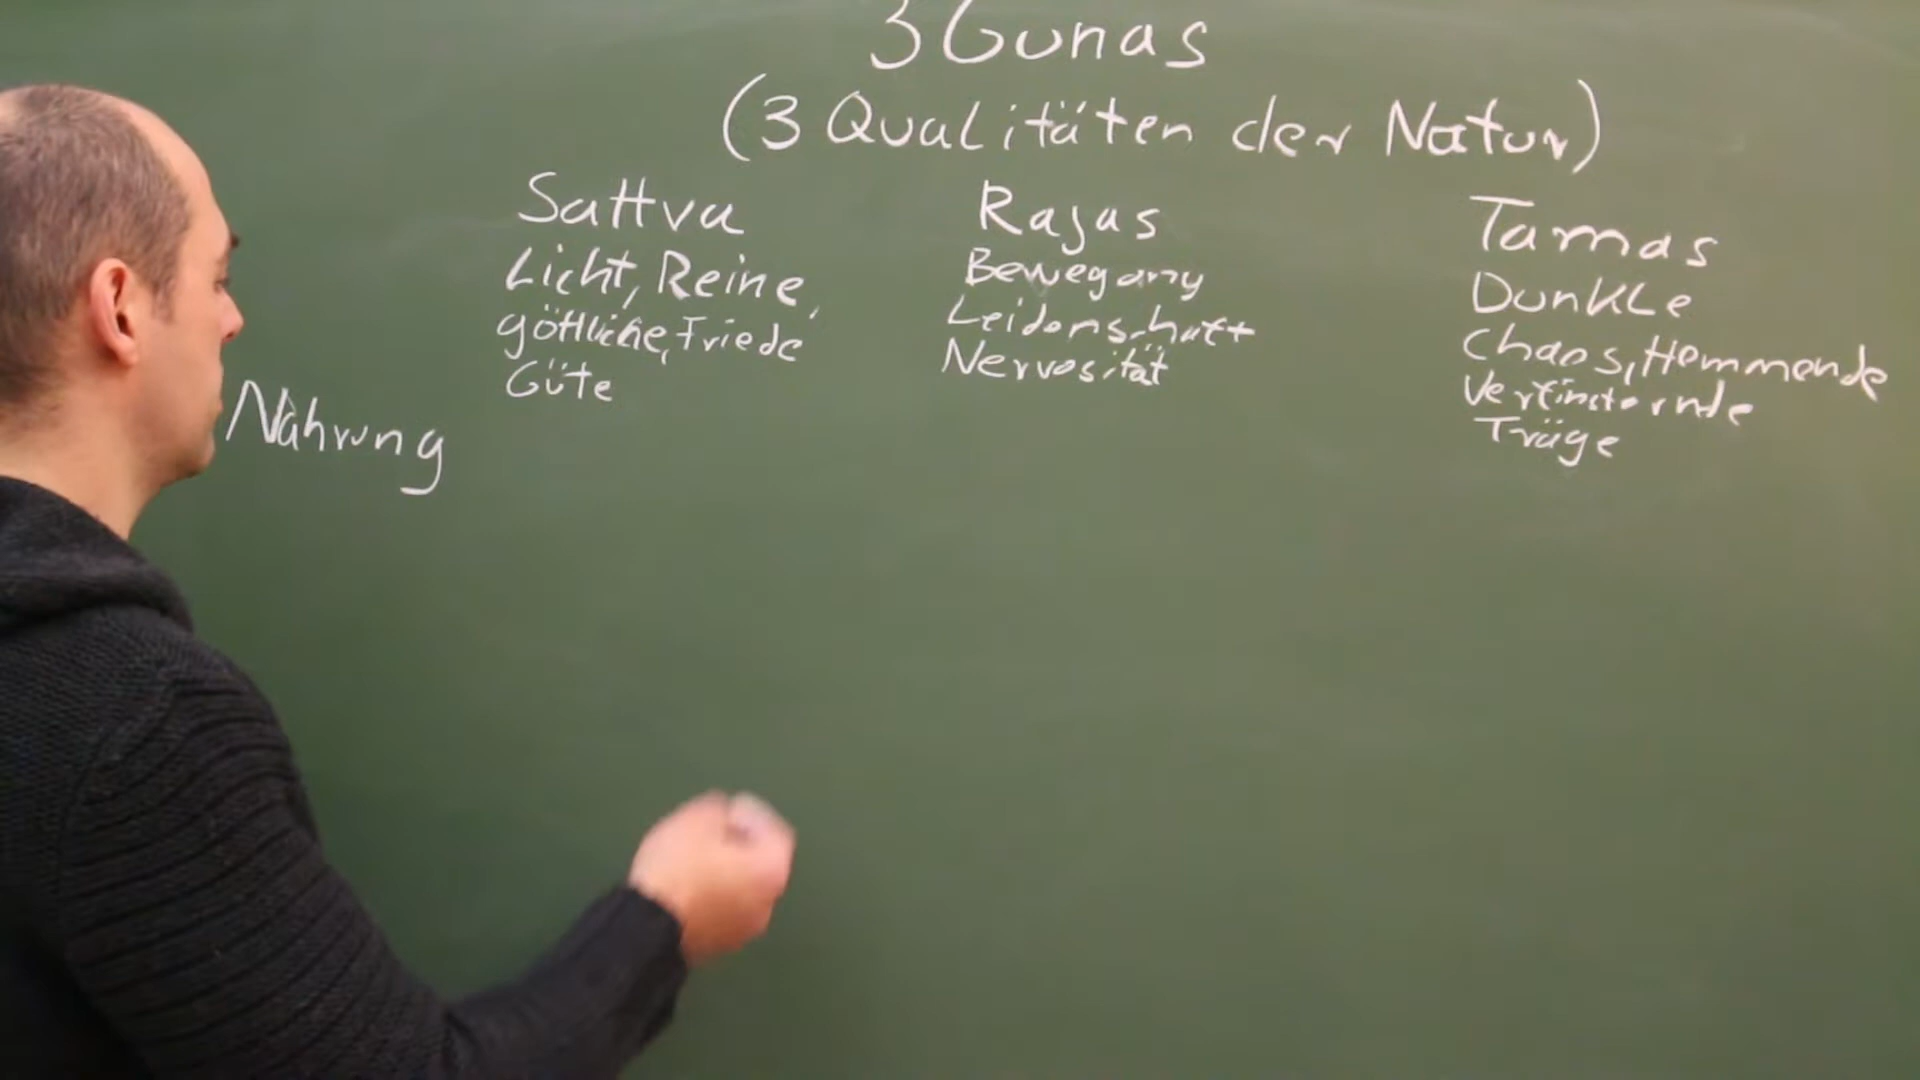 3 Gunas
(3 Qualitäten der Natur)
Sattva
Licht, Reine,
göttliche, Friede
Güte
Rajas
Bewegung
Leidenschaft
Nervosität
Tamas
Dunkle
Chaos, Hemmende
Verfinsternde
Träge
Nahrung